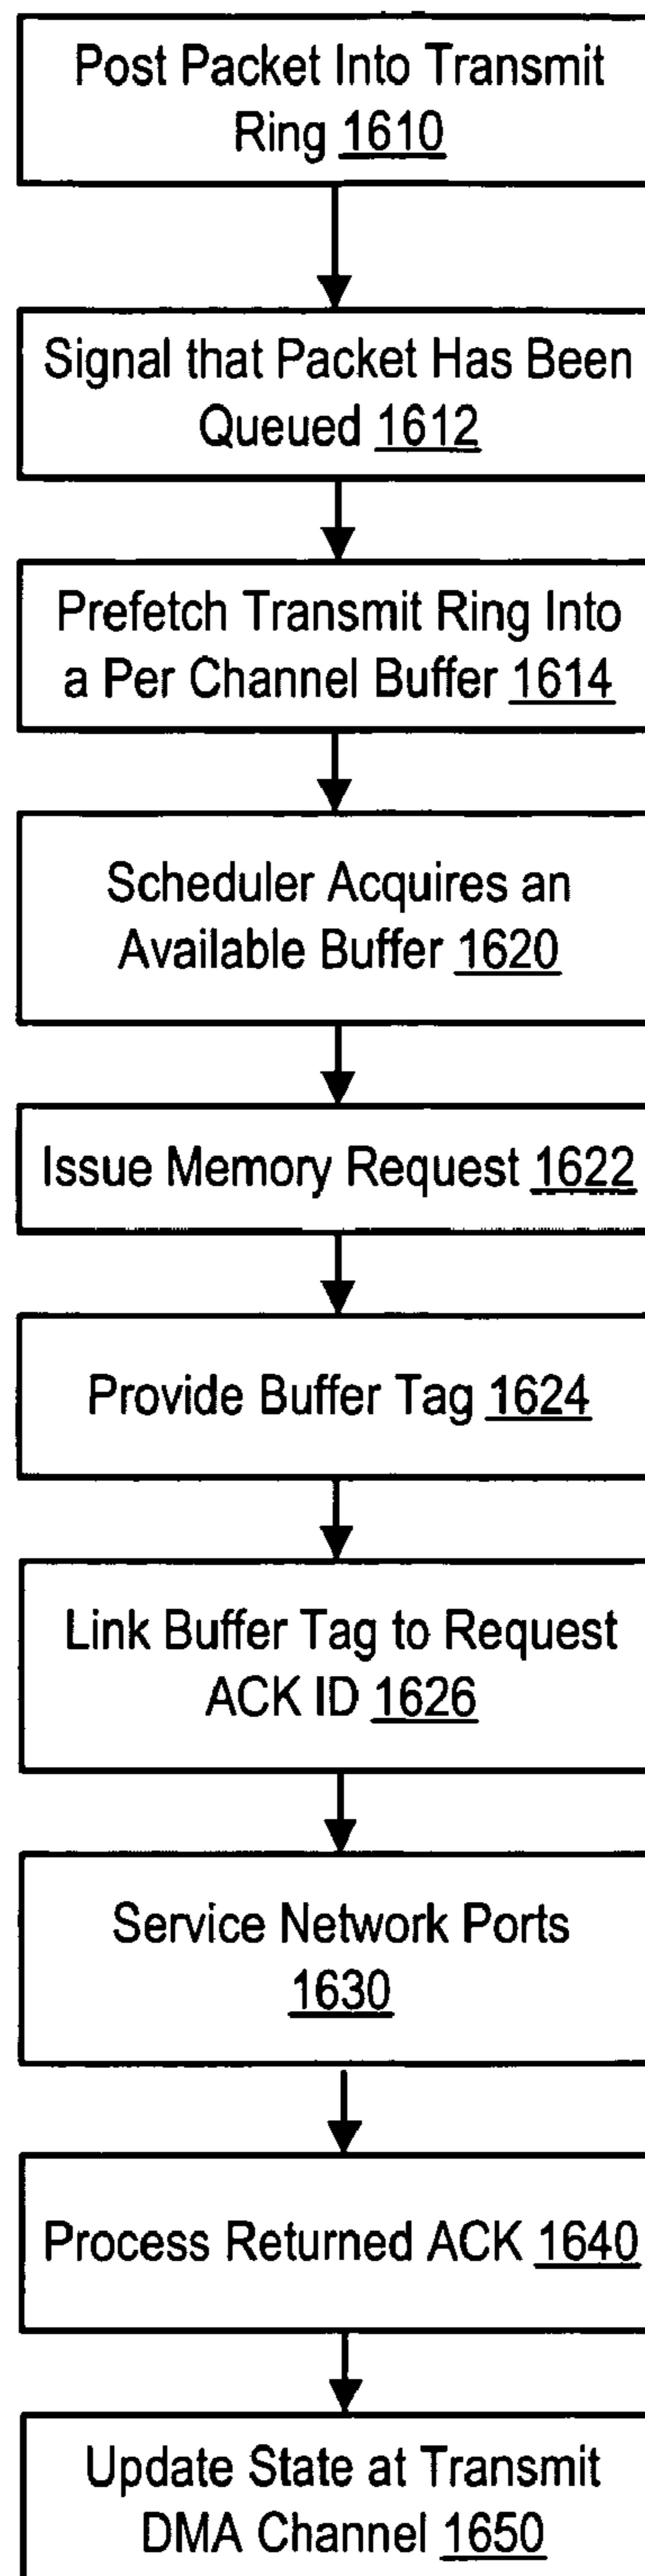 Post Packet Into Transmit
Ring 1610
Signal that Packet Has Been
Queued 1612
Prefetch Transmit Ring Into
a Per Channel Buffer 1614
Scheduler Acquires an
Available Buffer 1620
Issue Memory Request 1622
Provide Buffer Tag 1624
Link Buffer Tag to Request
ACK ID 1626
Service Network Ports
1630
Process Returned ACK 1640
Update State at Transmit
DMA Channel 1650